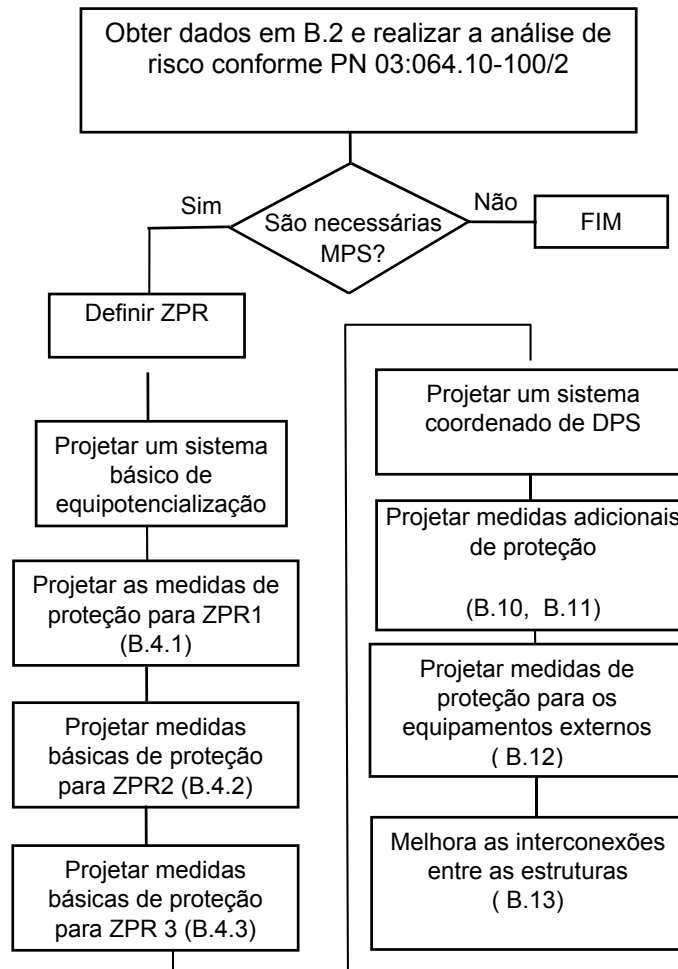 Obter dados em B.2 e realizar a análise de
risco conforme PN 03:064.10-100/2
Sim
Não
São necessárias
MPS?
FIM
Definir ZPR
Projetar um sistema
básico de
equipotencialização
Projetar as medidas de
proteção para ZPR1
(B.4.1)
Projetar medidas
básicas de proteção
para ZPR2 (B.4.2)
Projetar medidas
básicas de proteção
para ZPR 3 (B.4.3)
Projetar um sistema
coordenado de DPS
Projetar medidas adicionais
de proteção
(B.10, B.11)
Projetar medidas de
proteção para os
equipamentos externos
( B.12)
Melhora as interconexões
entre as estruturas
( B.13)